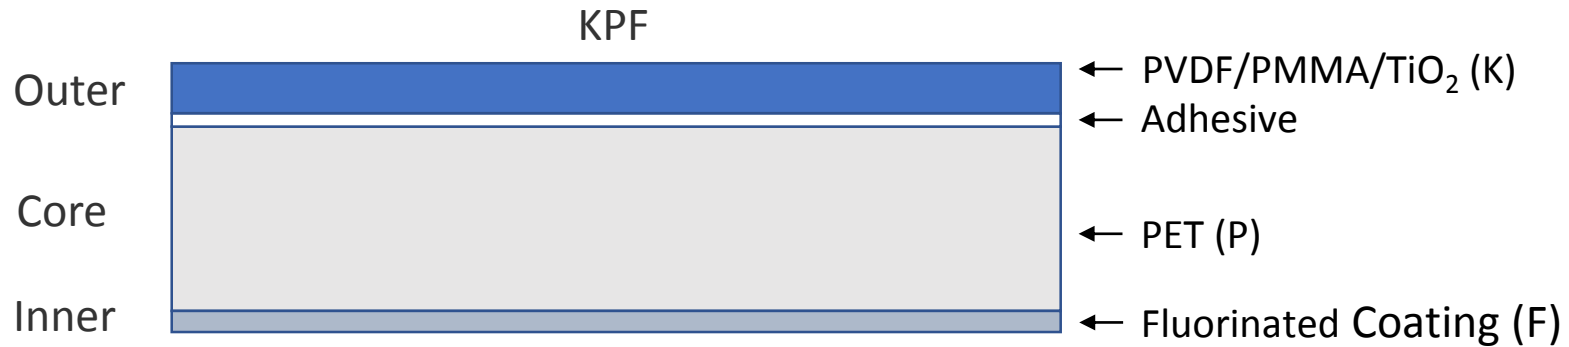 KPF
Outer
PVDF/PMMA/TiO₂ (K)
Adhesive
Core
PET (P)
Inner
Fluorinated Coating (F)